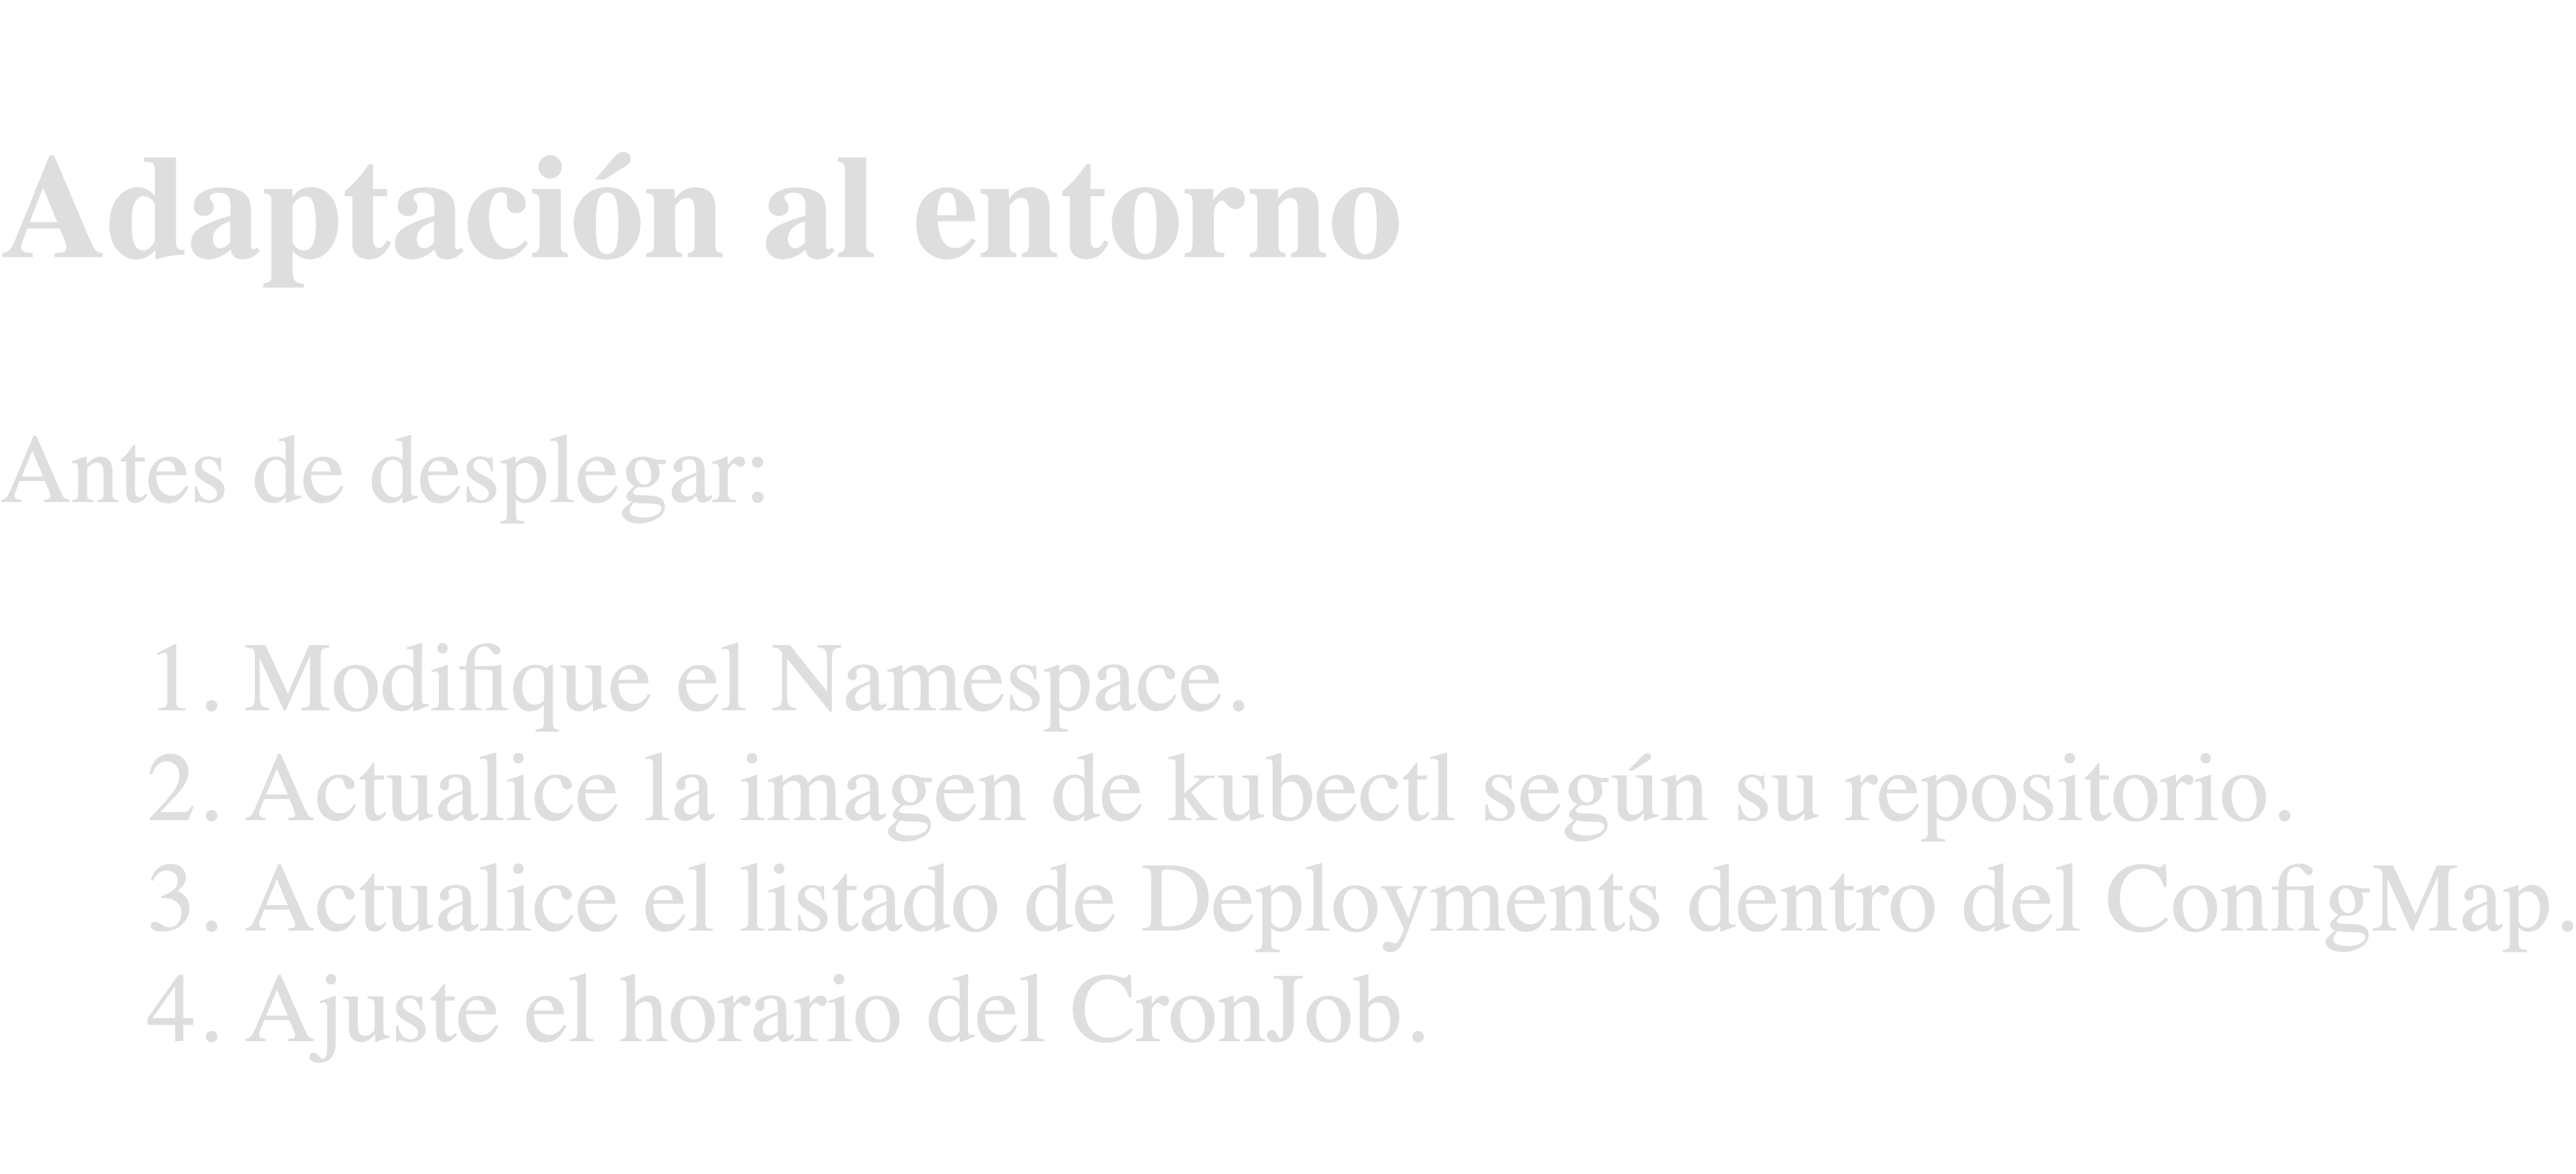 Adaptación al entorno
Antes de desplegar:
1. Modifique el Namespace.
2. Actualice la imagen de kubectl según su repositorio.
3. Actualice el listado de Deployments dentro del ConfigMap.
4. Ajuste el horario del CronJob.